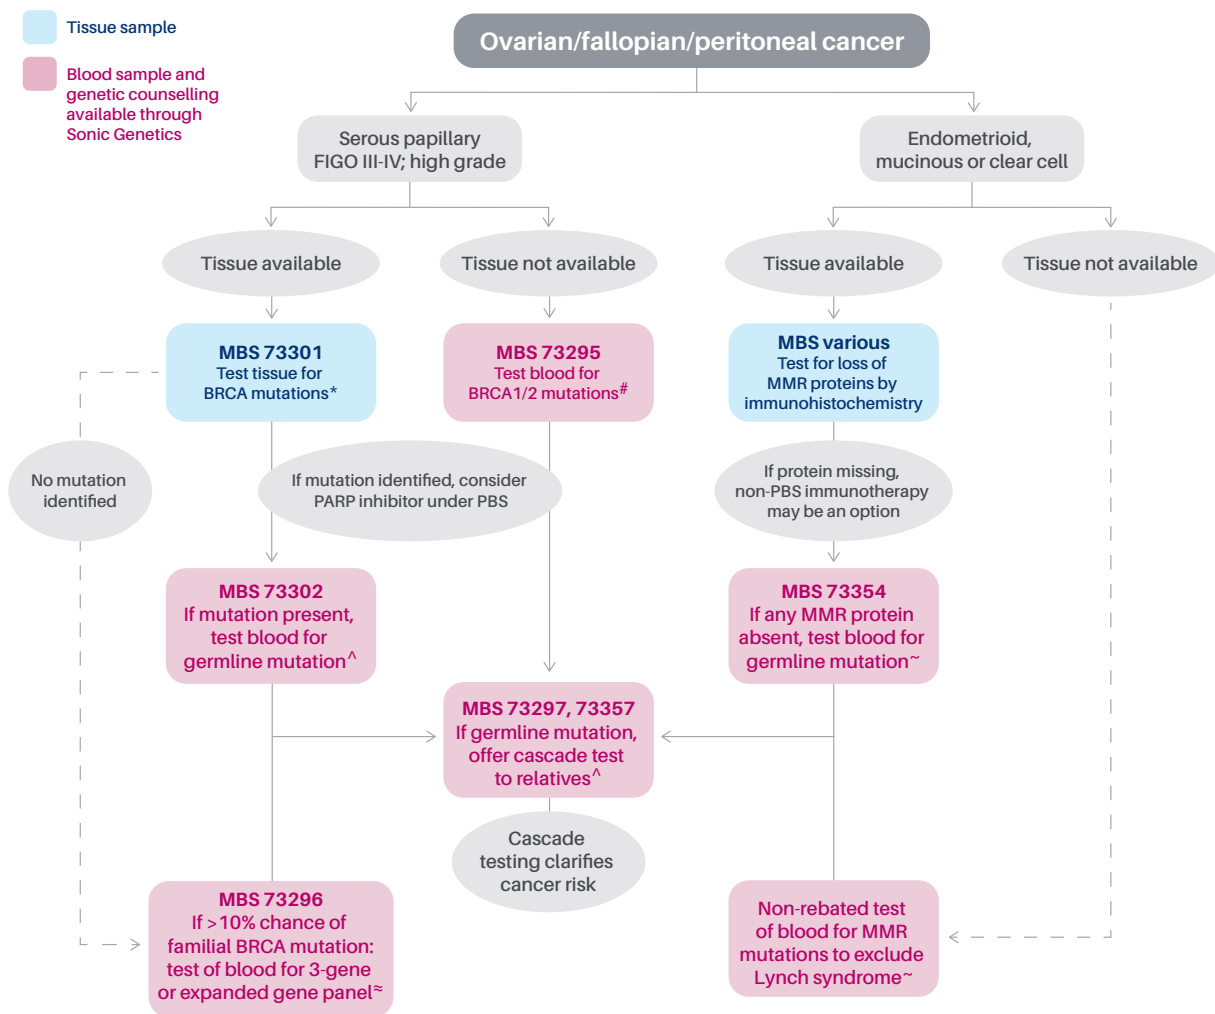 Tissue sample
Blood sample and
genetic counselling
available through
Sonic Genetics
Ovarian/fallopian/peritoneal cancer
Serous papillary
FIGO III-IV; high grade
Endometrioid,
mucinous or clear cell
Tissue available
Tissue not available
Tissue available
Tissue not available
MBS 73301
Test tissue for
BRCA mutations*
MBS 73295
Test blood for
BRCA1/2 mutations#
MBS various
Test for loss of
MMR proteins by
immunohistochemistry
No mutation
identified
If mutation identified, consider
PARP inhibitor under PBS
If protein missing,
non-PBS immunotherapy
may be an option
MBS 73302
If mutation present,
test blood for
germline mutation^
MBS 73354
If any MMR protein
absent, test blood for
germline mutation~
MBS 73297, 73357
If germline mutation,
offer cascade test
to relatives^
Cascade
testing clarifies
cancer risk
MBS 73296
If >10% chance of
familial BRCA mutation:
test of blood for 3-gene
or expanded gene panel≈
Non-rebated test
of blood for MMR
mutations to exclude
Lynch syndrome~